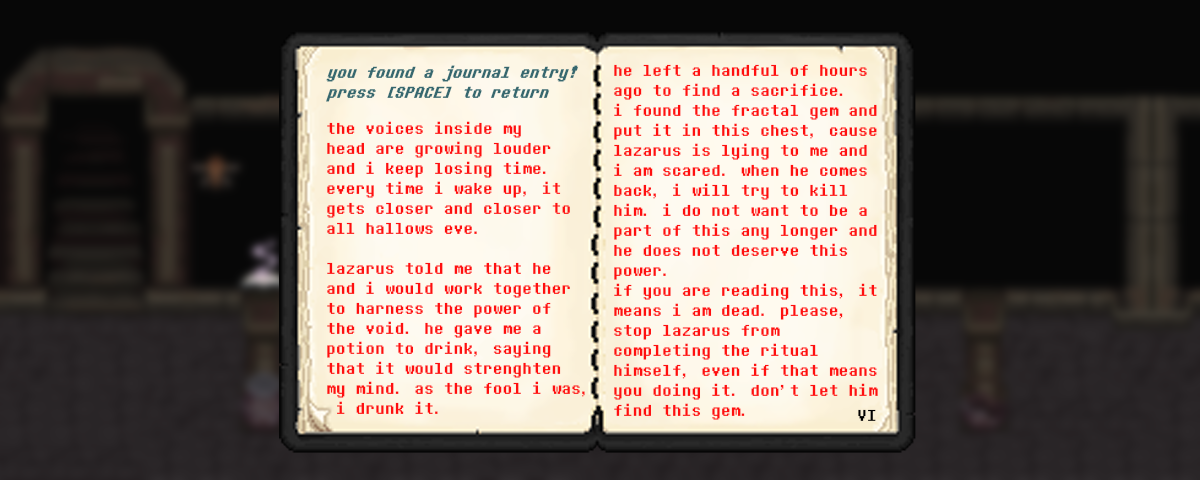 you found a journal entry!
press [SPACE] to return
the voices inside my
head are growing louder
and i keep losing time.
every time i wake up, it
gets closer and closer to
all hallows eve.
lazarus told me that he
and i would work together
to harness the power of
the void. he gave me a
potion to drink, saying
that it would strenghten
my mind. as the fool i was,
i drunk it.
he left a handful of hours
ago to find a sacrifice.
i found the fractal gem and
put it in this chest, cause
lazarus is lying to me and
i am scared. when he comes
back, i will try to kill
him. i do not want to be a
part of this any longer and
he does not deserve this
power.
if you are reading this, it
means i am dead. please,
stop lazarus from
completing the ritual
himself, even if that means
you doing it. don't let him
find this gem.
VI